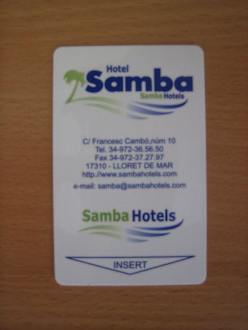 Hotel
Samba
Samba Hotels
C/ Francesc Cambó,núm 10
Tel. 34-972-36.56.50
Fax 34-972-37.27.97
17310 - LLORET DE MAR
http://www.sambahotels.com
e-mail: samba@sambahotels.com
Samba Hotels
INSERT